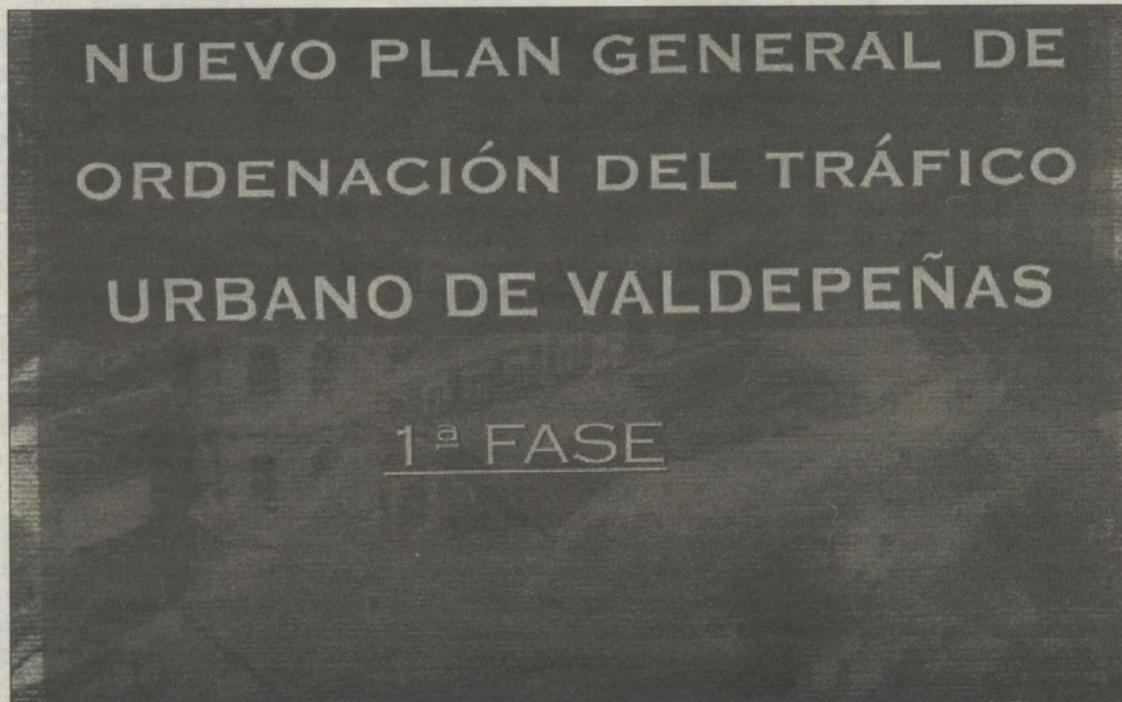 NUEVO PLAN GENERAL DE
ORDENACIÓN DEL TRÁFICO
URBANO DE VALDEPEÑAS
1ª FASE